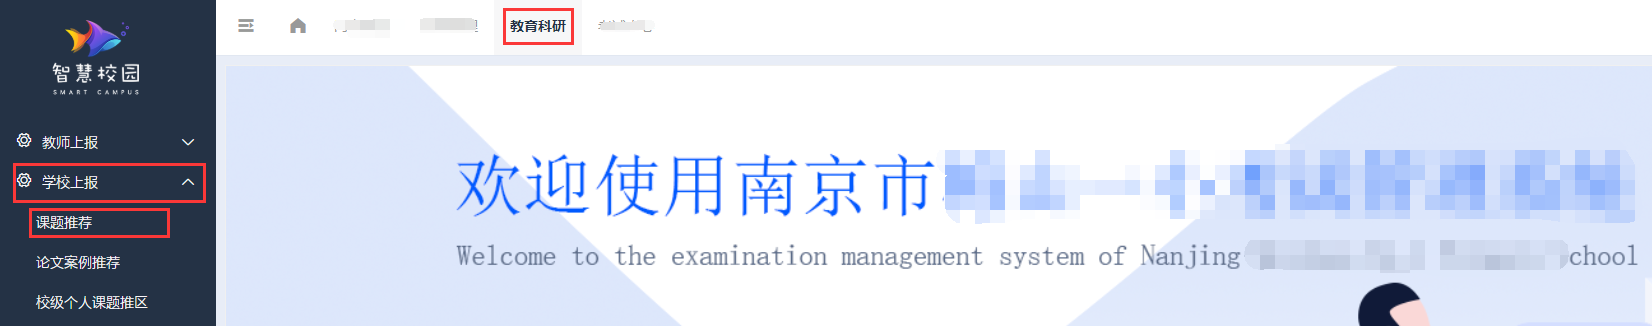 智慧校园
SMART CAMPUS
教育科研
教师上报
学校上报
课题推荐
论文案例推荐
校级个人课题推区
欢迎使用南京市
Welcome to the examination management system of Nanjing chool